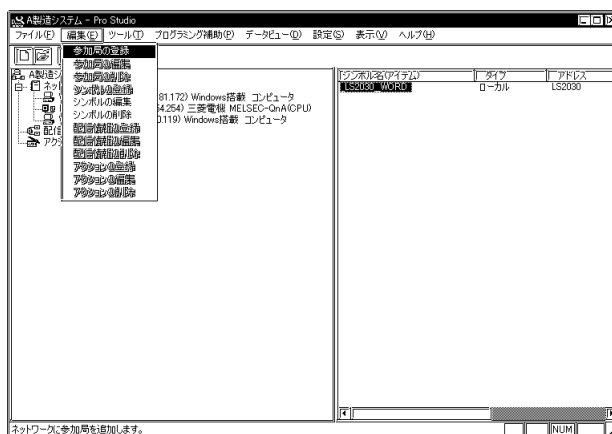 A製造システム - Pro Studio
ファイル(F) 編集(E) ツール(T) プログラミング補助(P) データビュー(D) 設定(S) 表示(V) ヘルプ(H)
参加局の登録
参加局の編集
参加局の削除
シンボルの登録
シンボルの編集
シンボルの削除
配信情報の登録
配信情報の編集
配信情報の削除
アクションの登録
アクションの編集
アクションの削除
A製造シ
ネッ
81.172) Windows搭載 コンピュータ
54.254) 三菱電機 MELSEC-QnA(CPU)
0.119) Windows搭載 コンピュータ
配信
アク
シンボル名(アイテム) タイプ アドレス
LS2030_WORD ローカル LS2030
ネットワークに参加局を追加します。
NUM